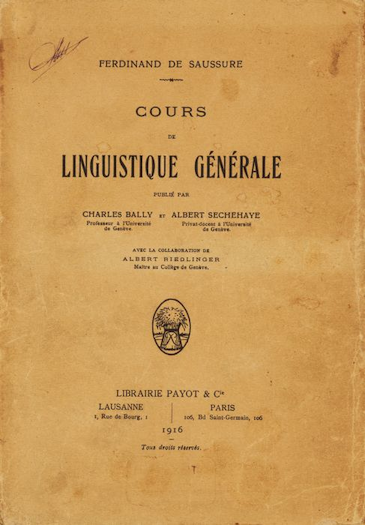 FERDINAND DE SAUSSURE
COURS
DE
LINGUISTIQUE GÉNÉRALE
PUBLIÉ PAR
CHARLES BALLY ET ALBERT SECHEHAYE
Professeur à l'Université Privat-docent à l'Université
de Genève de Genève
AVEC LA COLLABORATION DE
ALBERT RIEDLINGER
Maître au Collège de Genève.
LIBRAIRIE PAYOT & Cie
LAUSANNE PARIS
1, Rue de Bourg, 1 106, Bd Saint-Germain, 106
1916
Tous droits réservés.